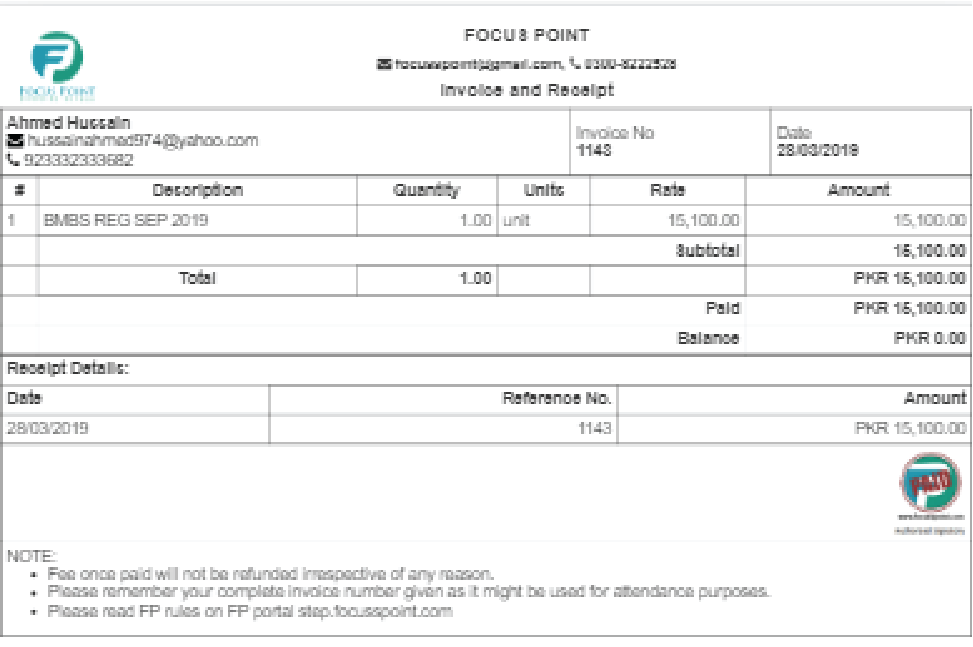 FOCUS POINT
FOCUS POINT
focusspoint@gmail.com, 0300-8222528
Invoice and Receipt
Ahmed Hussain
hussainahmed974@yahoo.com
923332333682
Invoice No
1143
Date
28/03/2019
# Description Quantity Units Rate Amount
1 BMBS REG SEP 2019 1.00 unit 15,100.00 15,100.00
Subtotal 15,100.00
Total 1.00 PKR 15,100.00
Paid PKR 15,100.00
Balance PKR 0.00
Receipt Details:
Date Reference No. Amount
28/03/2019 1143 PKR 15,100.00
PAID
NOTE:
• Fee once paid will not be refunded irrespective of any reason.
• Please remember your complete invoice number given as it might be used for attendance purposes.
• Please read FP rules on FP portal step.focusspoint.com